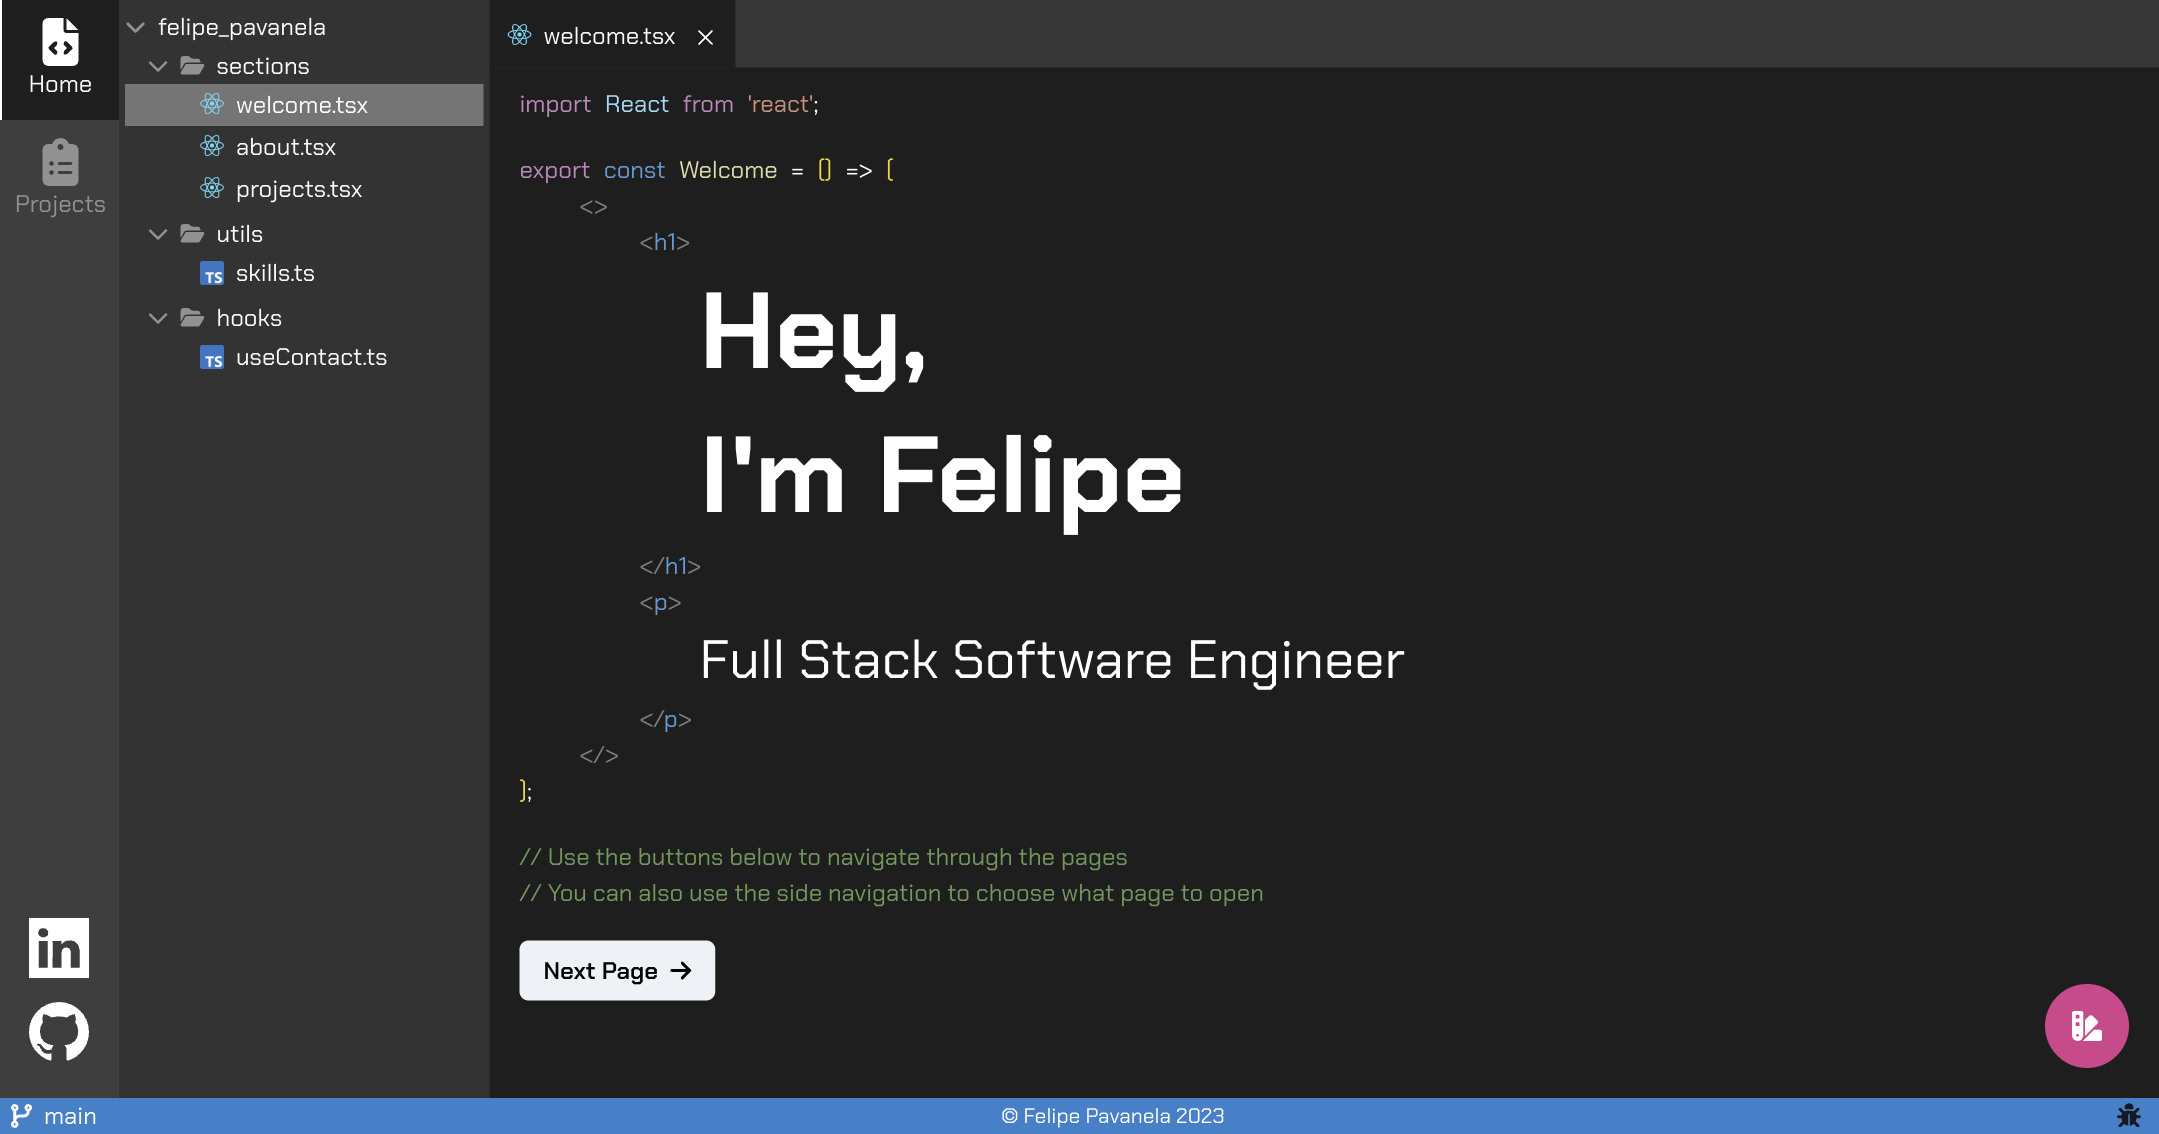 Home
Projects
felipe_pavanela
sections
welcome.tsx
about.tsx
projects.tsx
utils
TS skills.ts
hooks
TS useContact.ts
welcome.tsx
import React from 'react';
export const Welcome = () => (
<>
<h1>
Hey,
I'm Felipe
</h1>
<p>
Full Stack Software Engineer
</p>
</>
);
// Use the buttons below to navigate through the pages
// You can also use the side navigation to choose what page to open
Next Page →
in
main
© Felipe Pavanela 2023